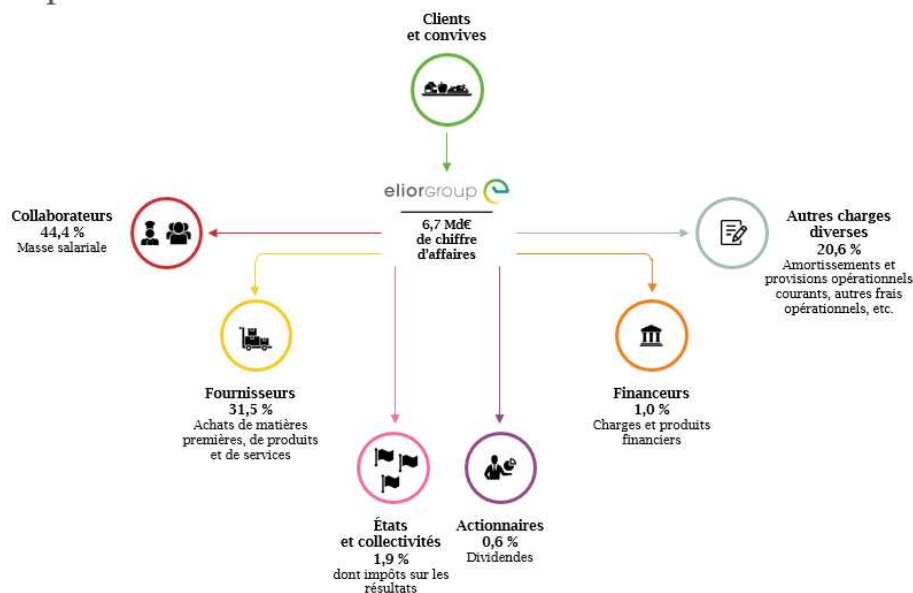 Clients
et convives
eliorgroup
6,7 Md€
de chiffre
d'affaires
Collaborateurs
44,4 %
Masse salariale
Autres charges
diverses
20,6 %
Amortissements et
provisions opérationnels
courants, autres frais
opérationnels, etc.
Fournisseurs
31,5 %
Achats de matières
premières, de produits
et de services
Financeurs
1,0 %
Charges et produits
financiers
États
et collectivités
1,9 %
dont impôts sur les
résultats
Actionnaires
0,6 %
Dividendes